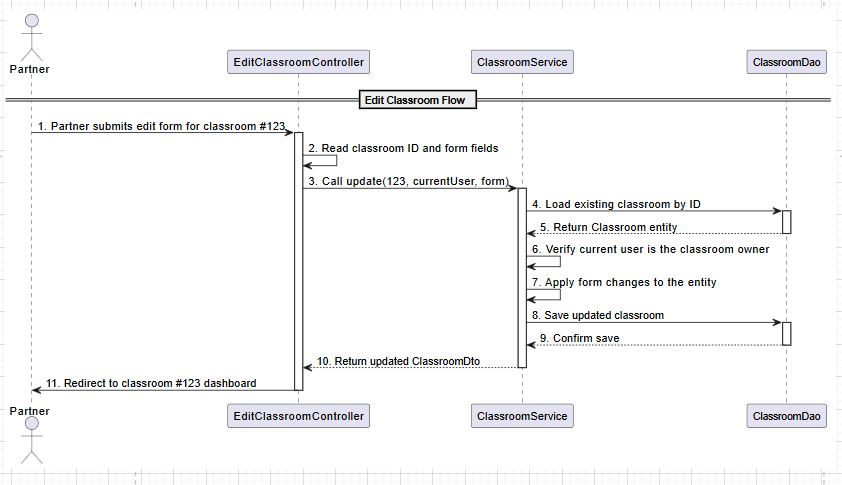 Partner
EditClassroomController
ClassroomService
ClassroomDao
Edit Classroom Flow
1. Partner submits edit form for classroom #123
2. Read classroom ID and form fields
3. Call update(123, currentUser, form)
4. Load existing classroom by ID
5. Return Classroom entity
6. Verify current user is the classroom owner
7. Apply form changes to the entity
8. Save updated classroom
9. Confirm save
10. Return updated ClassroomDto
11. Redirect to classroom #123 dashboard
Partner
EditClassroomController
ClassroomService
ClassroomDao